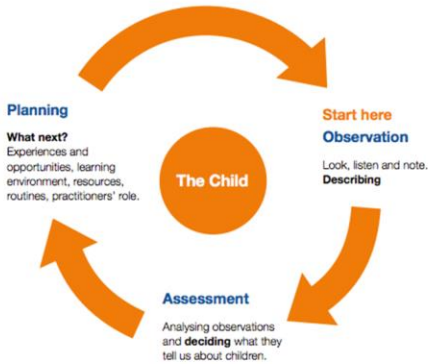 Planning
What next?
Experiences and
opportunities, learning
environment, resources,
routines, practitioners' role.
The Child
Start here
Observation
Look, listen and note.
Describing
Assessment
Analysing observations
and deciding what they
tell us about children.